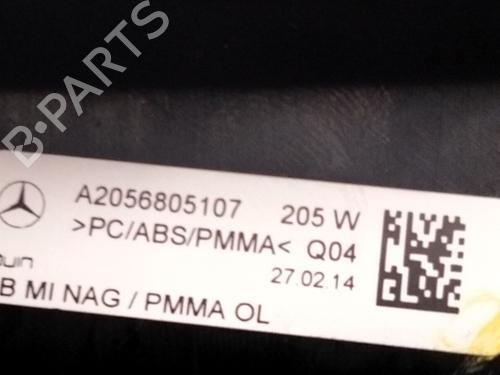 B-PARTS
A2056805107 205 W
>PC/ABS/PMMA< Q04
27.02.14
B MI NAG / PMMA OL